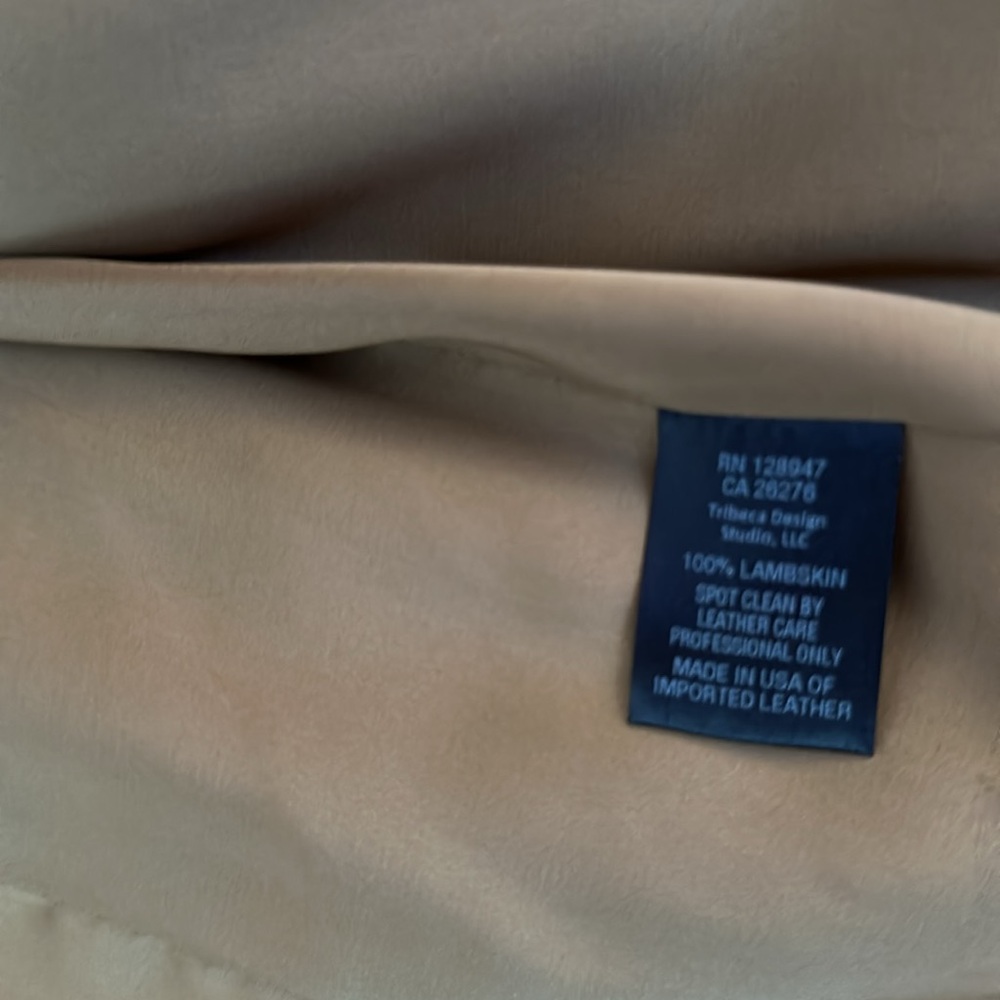 RN 128947
CA 26276
Tribeca Design
Studio, LLC
100% LAMBSKIN
SPOT CLEAN BY
LEATHER CARE
PROFESSIONAL ONLY
MADE IN USA OF
IMPORTED LEATHER